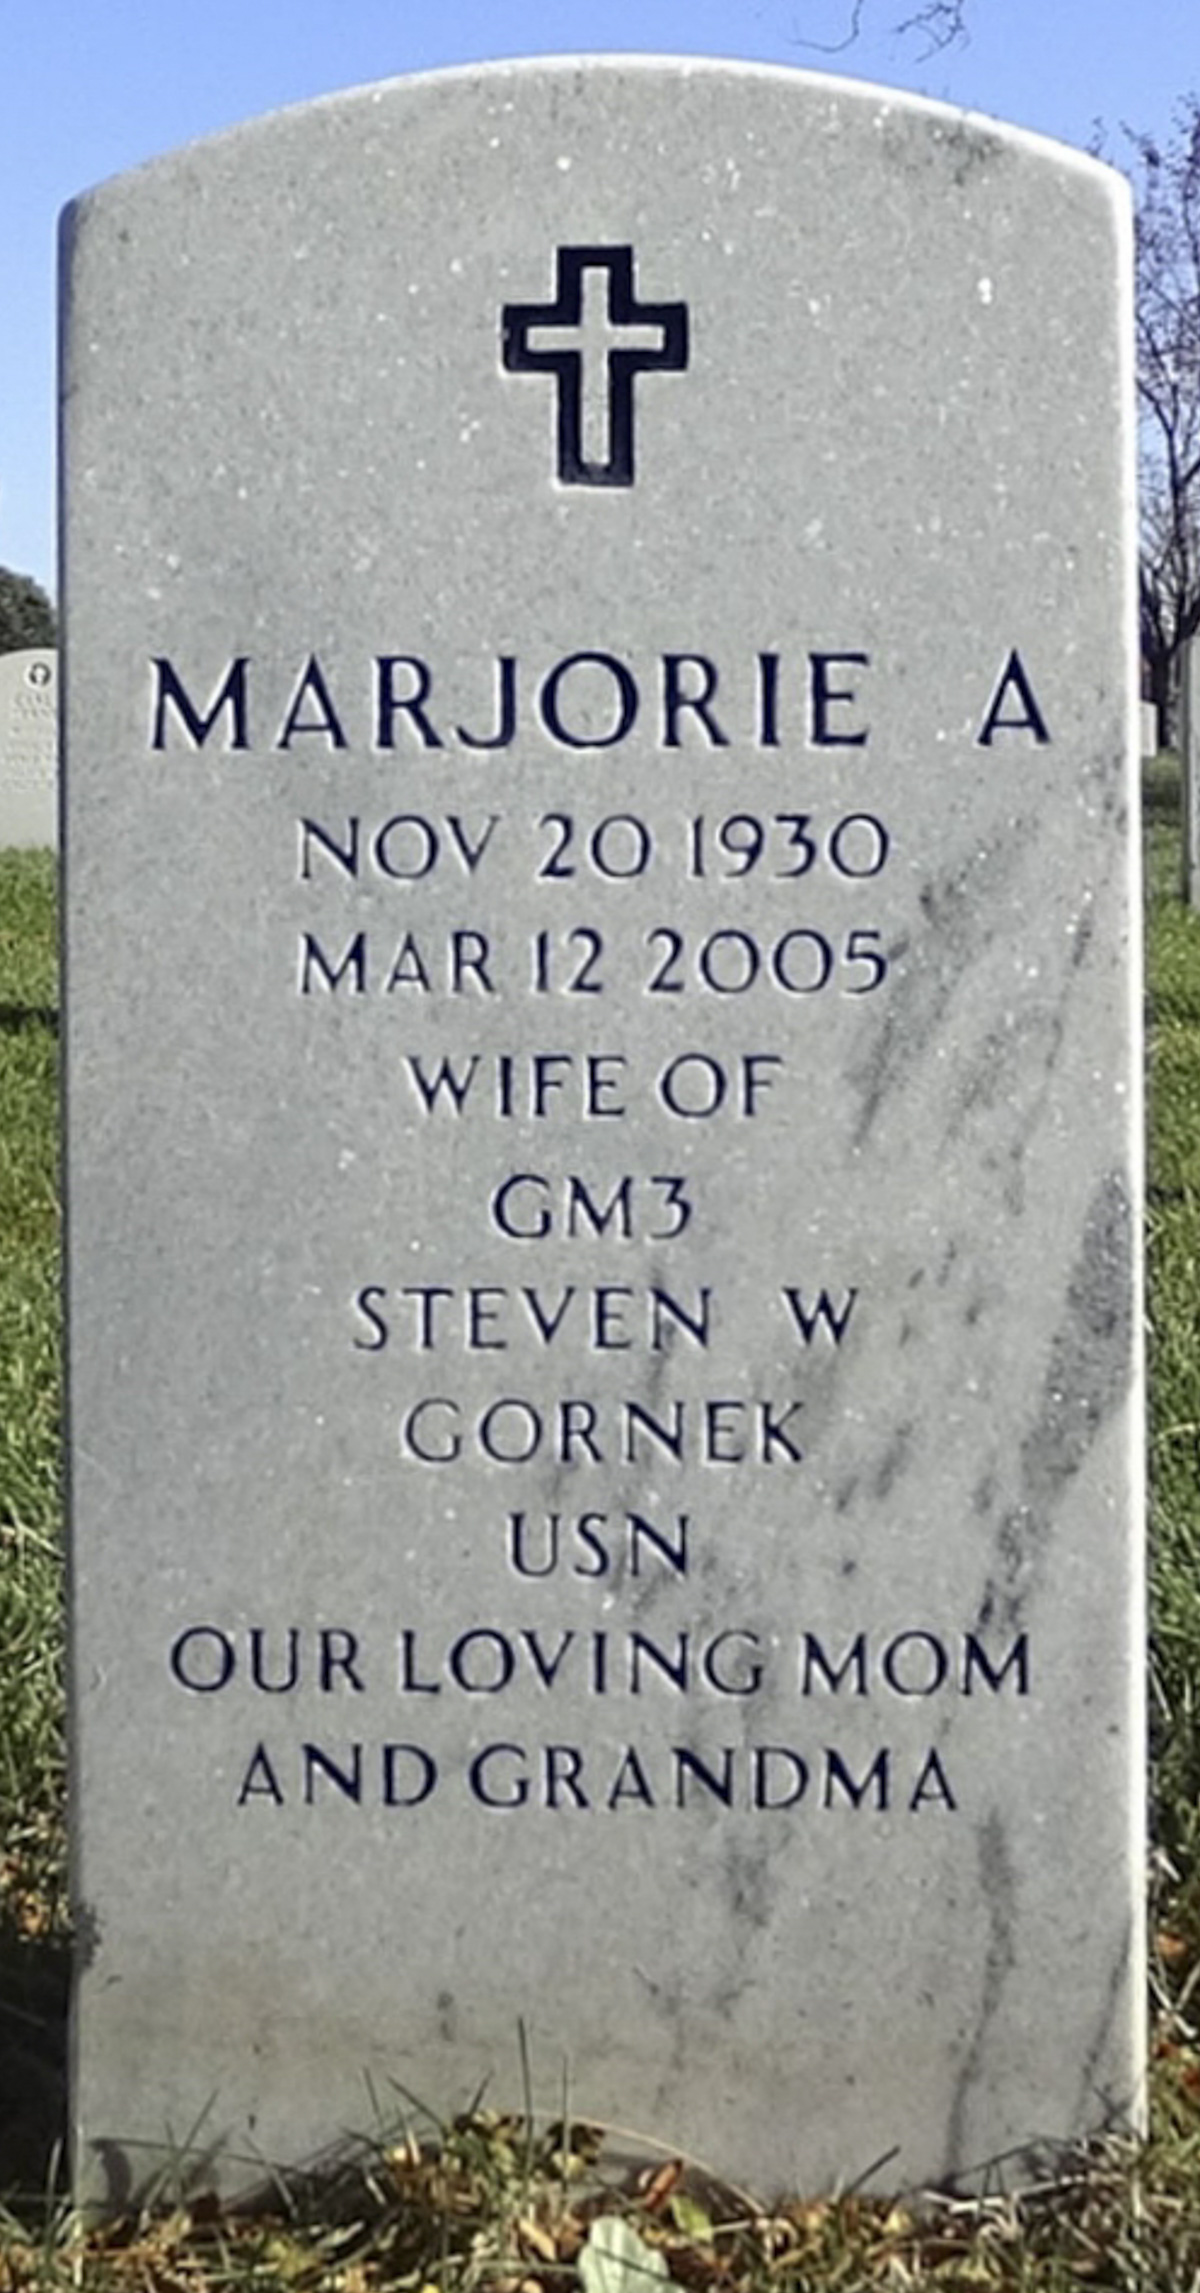 MARJORIE A
NOV 20 1930
MAR 12 2005
WIFE OF
GM3
STEVEN W
GORNEK
USN
OUR LOVING MOM
AND GRANDMA